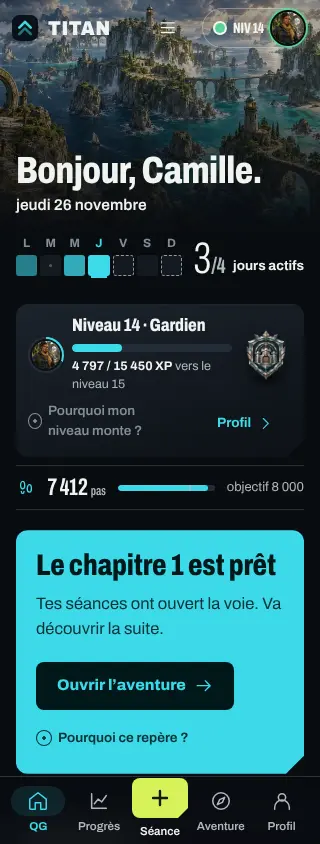 TITAN
NIV 14
Bonjour, Camille.
jeudi 26 novembre
L M M J V S D
3/4 jours actifs
Niveau 14 · Gardien
4 797 / 15 450 XP vers le
niveau 15
Pourquoi mon
niveau monte ?
Profil
7 412 pas
objectif 8 000
Le chapitre 1 est prêt
Tes séances ont ouvert la voie. Va
découvrir la suite.
Ouvrir l’aventure
Pourquoi ce repère ?
QG
Progrès
Séance
Aventure
Profil